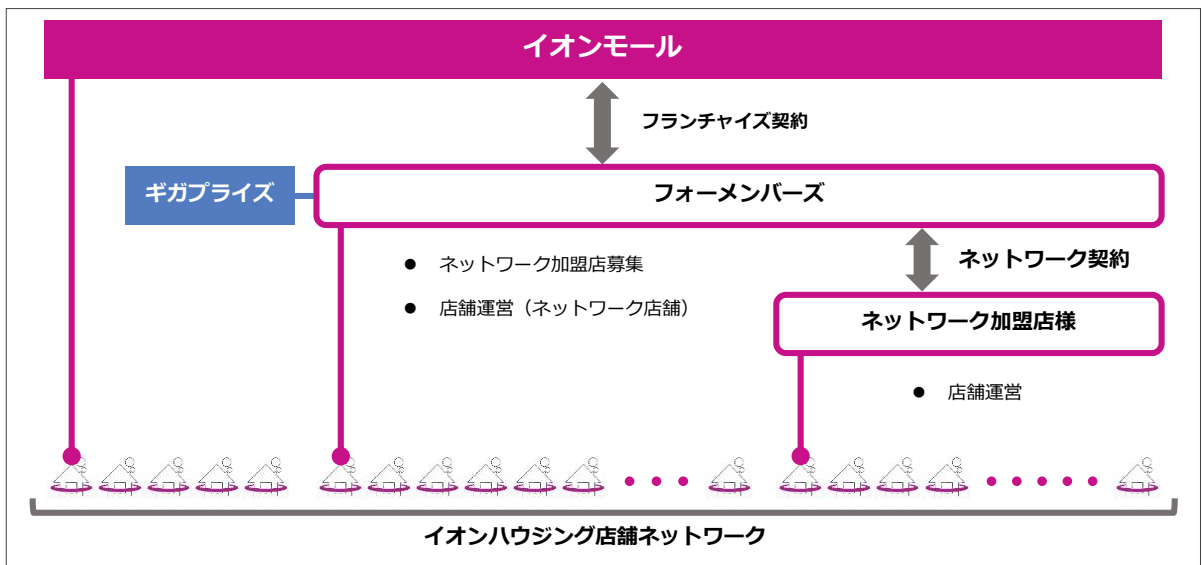 イオンモール
フランチャイズ契約
ギガプライズ
フォーメンバーズ
● ネットワーク加盟店募集
● 店舗運営（ネットワーク店舗）
ネットワーク契約
ネットワーク加盟店様
● 店舗運営
イオンハウジング店舗ネットワーク